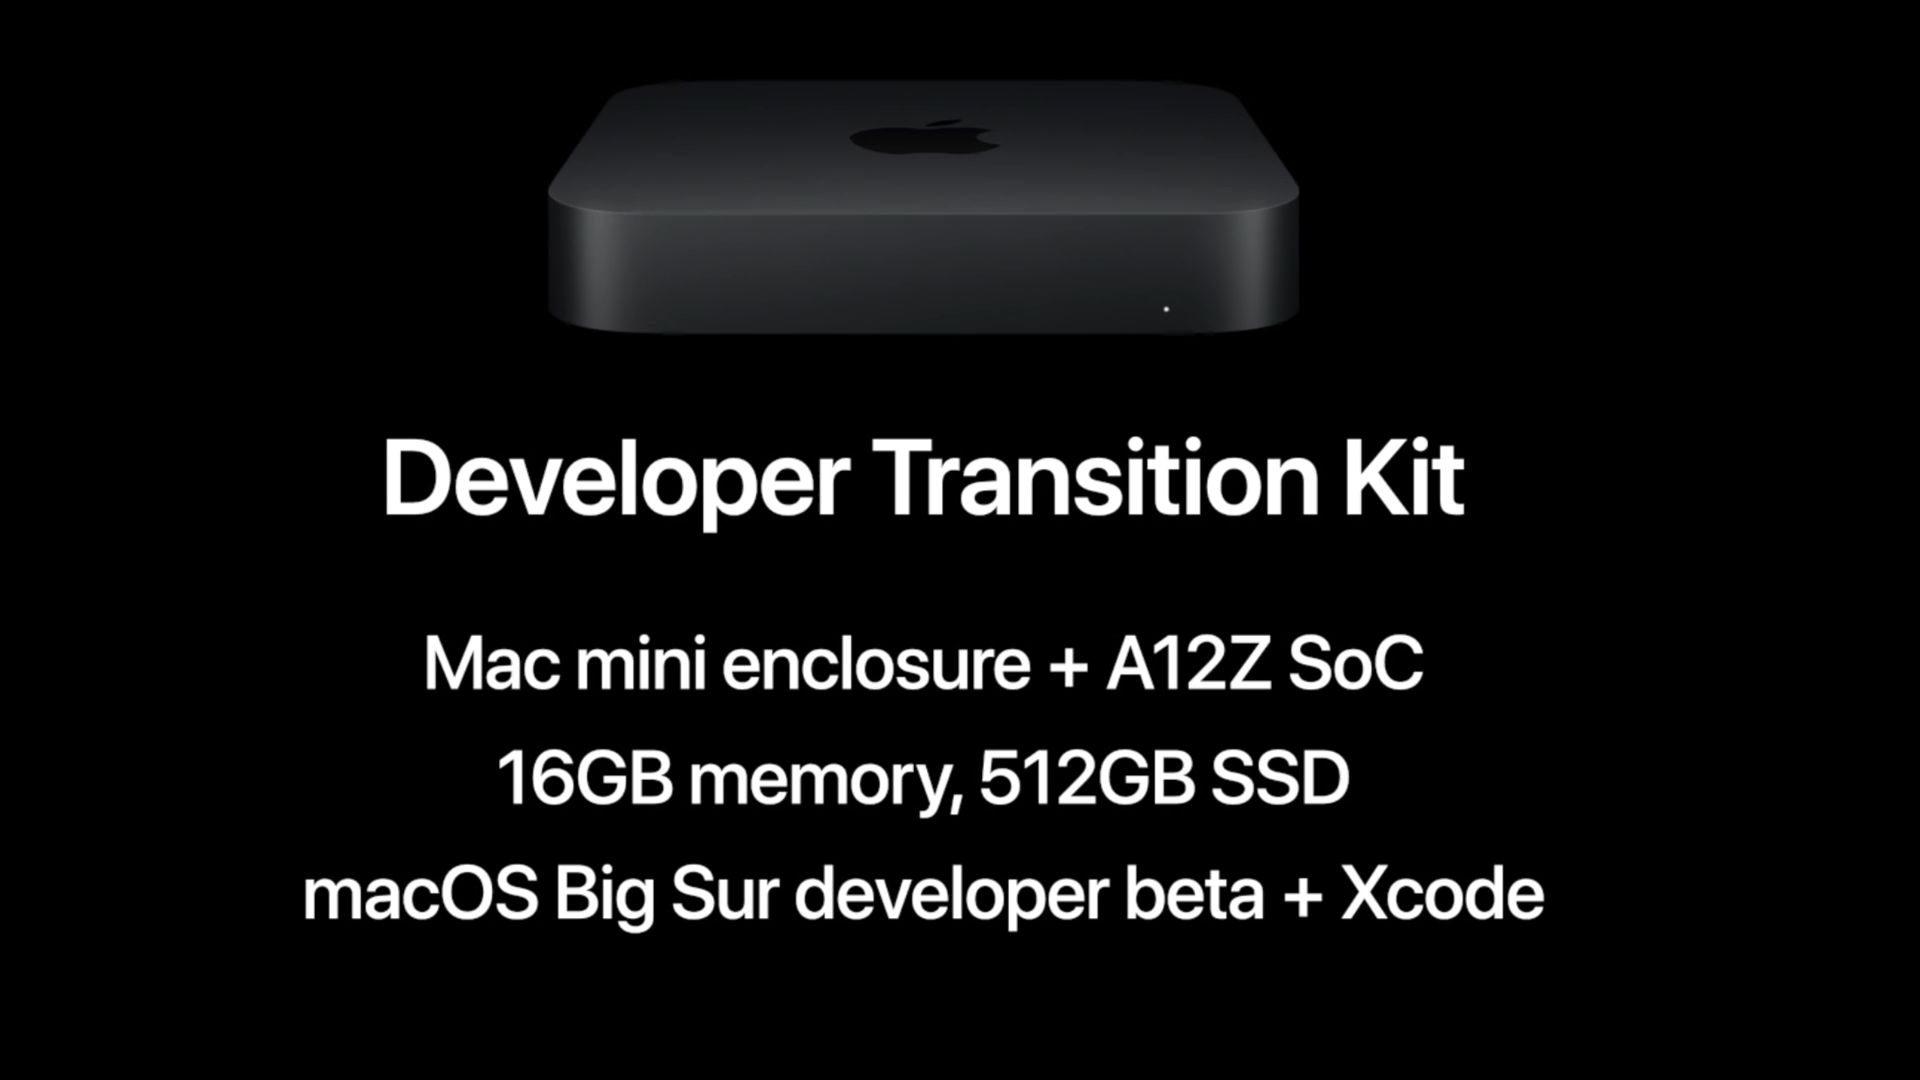 Developer Transition Kit
Mac mini enclosure + A12Z SoC
16GB memory, 512GB SSD
macOS Big Sur developer beta + Xcode